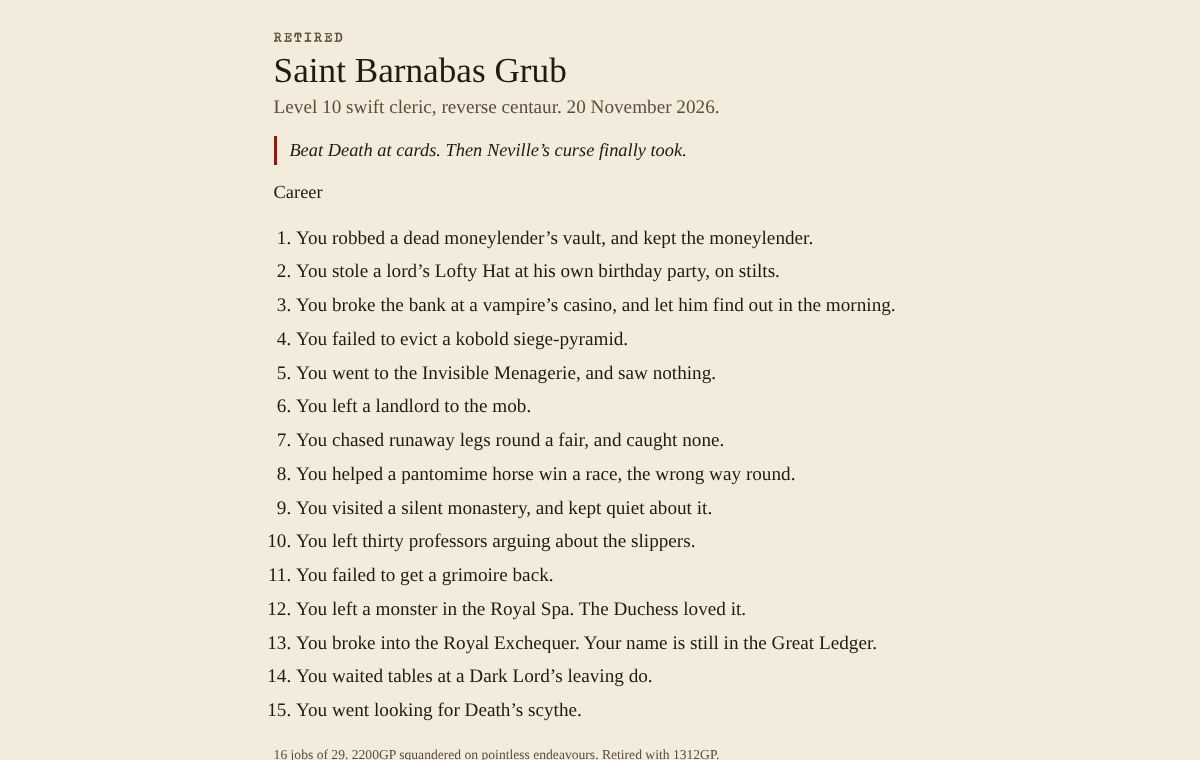 RETIRED
Saint Barnabas Grub
Level 10 swift cleric, reverse centaur. 20 November 2026.
Beat Death at cards. Then Neville’s curse finally took.
Career
1. You robbed a dead moneylender’s vault, and kept the moneylender.
2. You stole a lord’s Lofty Hat at his own birthday party, on stilts.
3. You broke the bank at a vampire’s casino, and let him find out in the morning.
4. You failed to evict a kobold siege-pyramid.
5. You went to the Invisible Menagerie, and saw nothing.
6. You left a landlord to the mob.
7. You chased runaway legs round a fair, and caught none.
8. You helped a pantomime horse win a race, the wrong way round.
9. You visited a silent monastery, and kept quiet about it.
10. You left thirty professors arguing about the slippers.
11. You failed to get a grimoire back.
12. You left a monster in the Royal Spa. The Duchess loved it.
13. You broke into the Royal Exchequer. Your name is still in the Great Ledger.
14. You waited tables at a Dark Lord’s leaving do.
15. You went looking for Death’s scythe.
16 jobs of 29. 2200GP squandered on pointless endeavours. Retired with 1312GP.